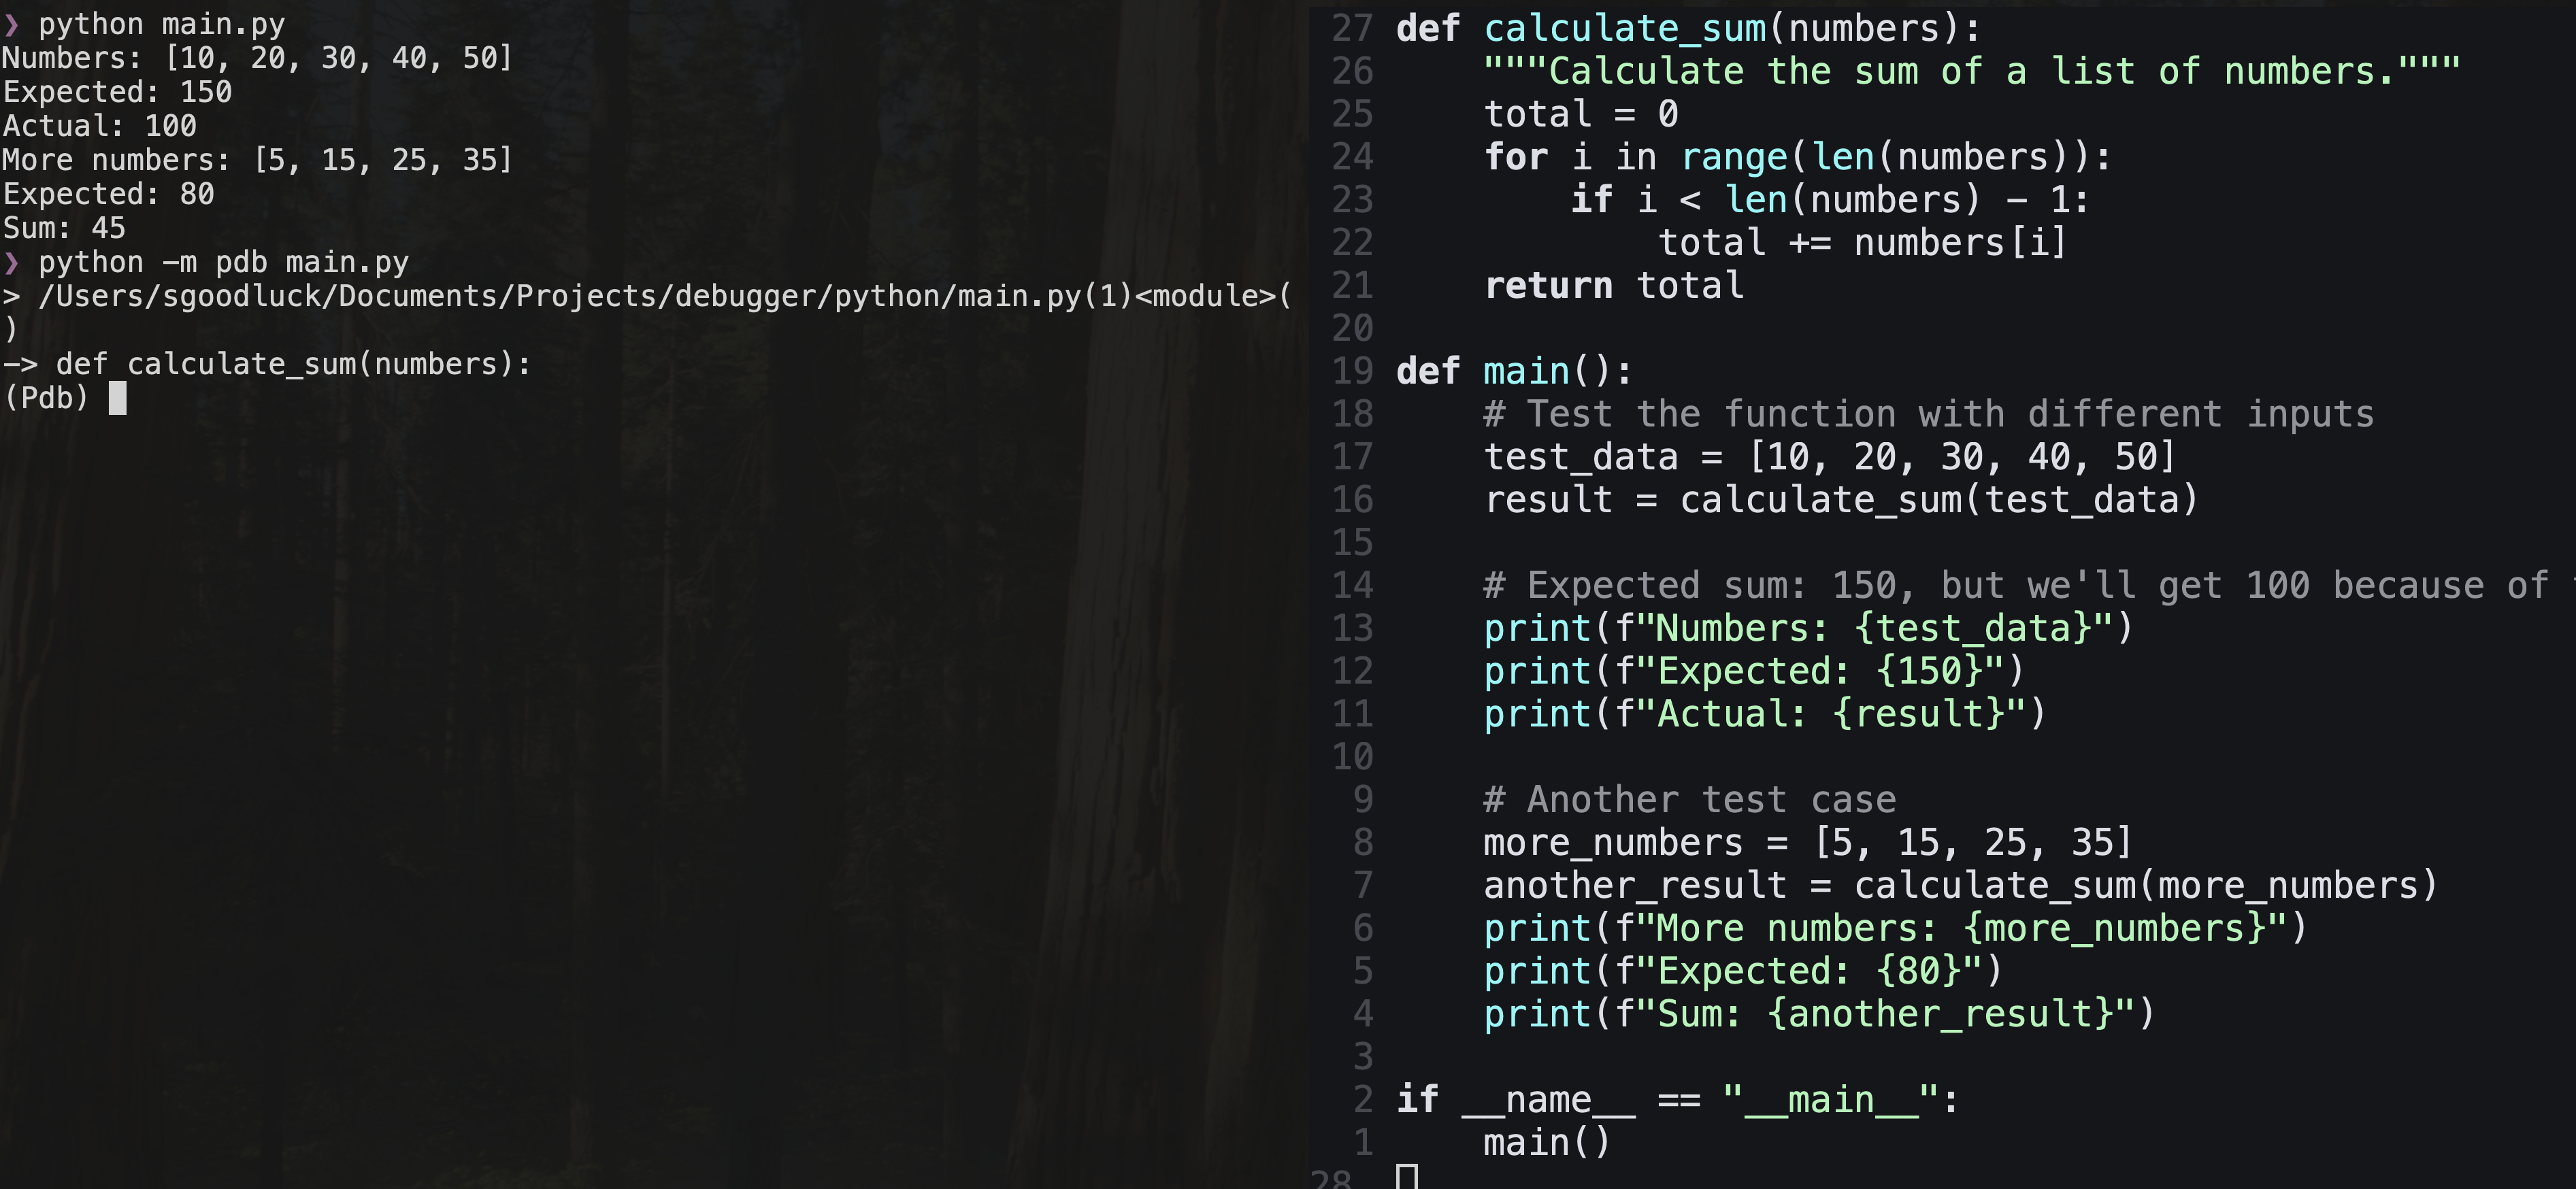 ❯ python main.py
Numbers: [10, 20, 30, 40, 50]
Expected: 150
Actual: 100
More numbers: [5, 15, 25, 35]
Expected: 80
Sum: 45
❯ python -m pdb main.py
> /Users/sgoodluck/Documents/Projects/debugger/python/main.py(1)<module>(
)
-> def calculate_sum(numbers):
(Pdb)
27 def calculate_sum(numbers):
26     """Calculate the sum of a list of numbers."""
25     total = 0
24     for i in range(len(numbers)):
23         if i < len(numbers) - 1:
22             total += numbers[i]
21     return total
20
19 def main():
18     # Test the function with different inputs
17     test_data = [10, 20, 30, 40, 50]
16     result = calculate_sum(test_data)
15
14     # Expected sum: 150, but we'll get 100 because of
13     print(f"Numbers: {test_data}")
12     print(f"Expected: {150}")
11     print(f"Actual: {result}")
10
9     # Another test case
8     more_numbers = [5, 15, 25, 35]
7     another_result = calculate_sum(more_numbers)
6     print(f"More numbers: {more_numbers}")
5     print(f"Expected: {80}")
4     print(f"Sum: {another_result}")
3
2 if __name__ == "__main__":
1     main()
28